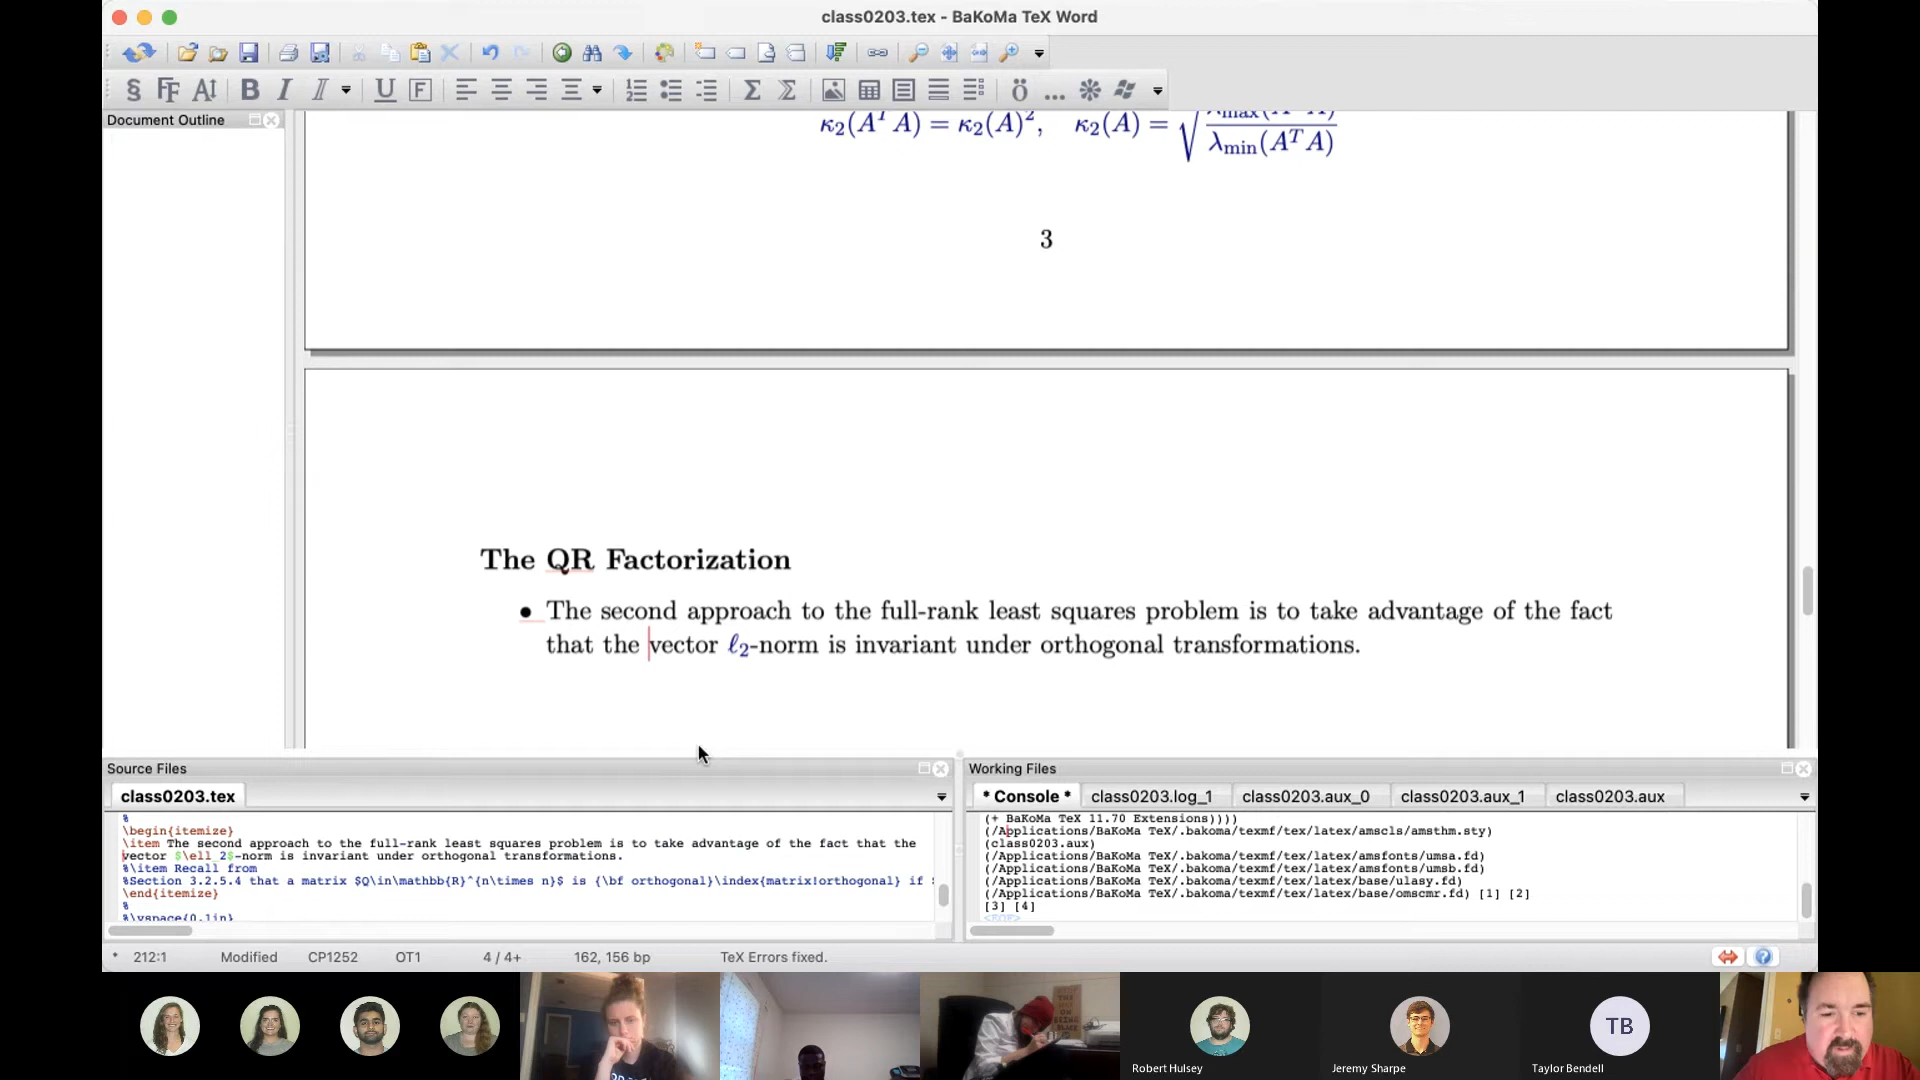 class0203.tex - BaKoMa TeX Word
Document Outline
κ₂(AᵀA) = κ₂(A)², κ₂(A) = √(λmax(AᵀA) / λmin(AᵀA))
3
The QR Factorization
• The second approach to the full-rank least squares problem is to take advantage of the fact
that the vector ℓ₂-norm is invariant under orthogonal transformations.
Source Files
class0203.tex
%
\begin{itemize}
\item The second approach to the full-rank least squares problem is to take advantage of the fact that the
vector $\ell_2$-norm is invariant under orthogonal transformations.
%\item Recall from
%Section 3.2.5.4 that a matrix $Q\in\mathbb{R}^{n\times n}$ is {\bf orthogonal}\index{matrix!orthogonal} if
\end{itemize}
%
%\vspace{0.1in}
Working Files
* Console *
class0203.log_1
class0203.aux_0
class0203.aux_1
class0203.aux
(+ BaKoMa TeX 11.70 Extensions))))
(/Applications/BaKoMa TeX/.bakoma/texmf/tex/latex/amscls/amsthm.sty)
(class0203.aux)
(/Applications/BaKoMa TeX/.bakoma/texmf/tex/latex/amsfonts/umsa.fd)
(/Applications/BaKoMa TeX/.bakoma/texmf/tex/latex/amsfonts/umsb.fd)
(/Applications/BaKoMa TeX/.bakoma/texmf/tex/latex/base/ulasy.fd)
(/Applications/BaKoMa TeX/.bakoma/texmf/tex/latex/base/omscmr.fd) [1] [2]
[3] [4]
* 212:1 Modified CP1252 OT1 4 / 4+ 162, 156 bp TeX Errors fixed.
TB
Robert Hulsey
Jeremy Sharpe
Taylor Bendell